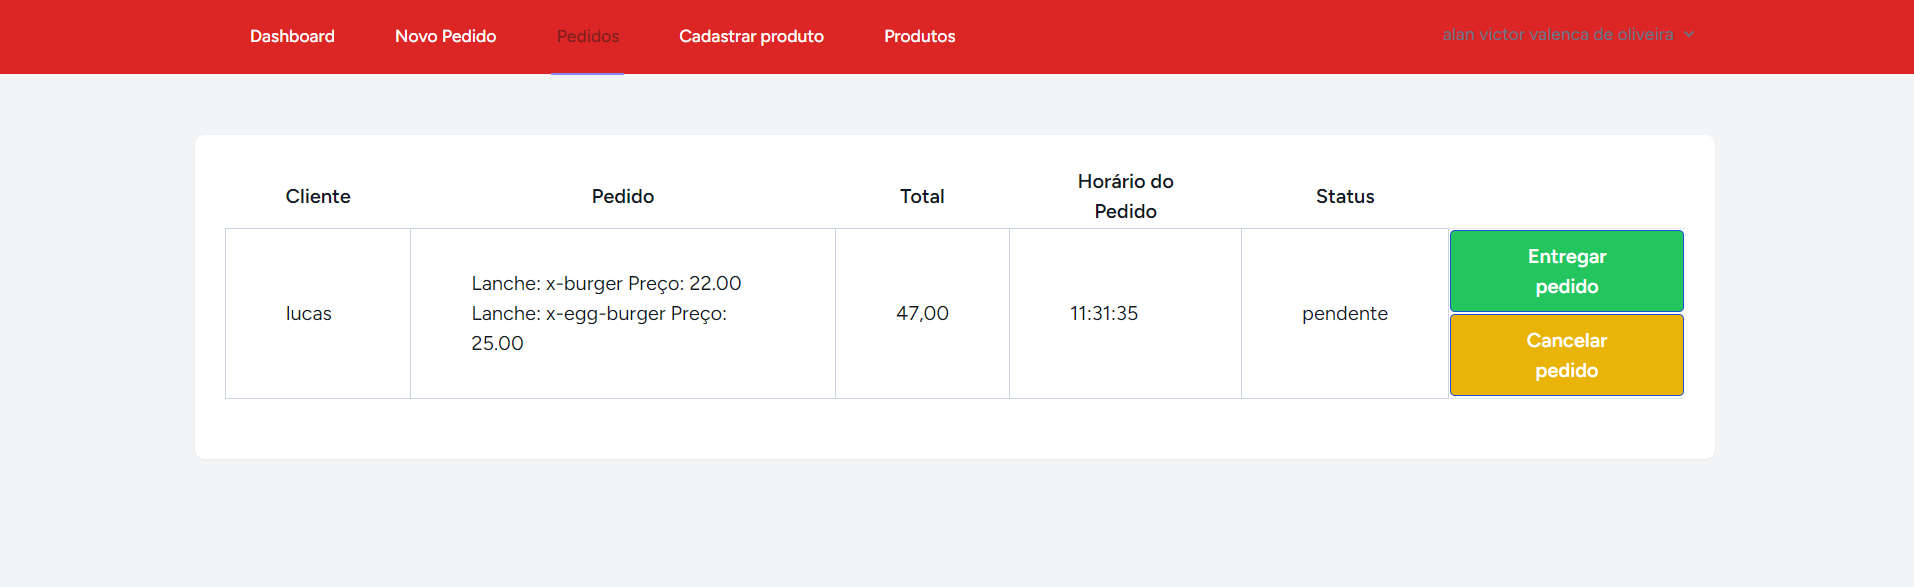 Dashboard Novo Pedido Pedidos Cadastrar produto Produtos alan victor valenca de oliveira
Cliente Pedido Total Horário do Pedido Status
lucas
Lanche: x-burger Preço: 22.00
Lanche: x-egg-burger Preço:
25.00
47,00
11:31:35
pendente
Entregar
pedido
Cancelar
pedido